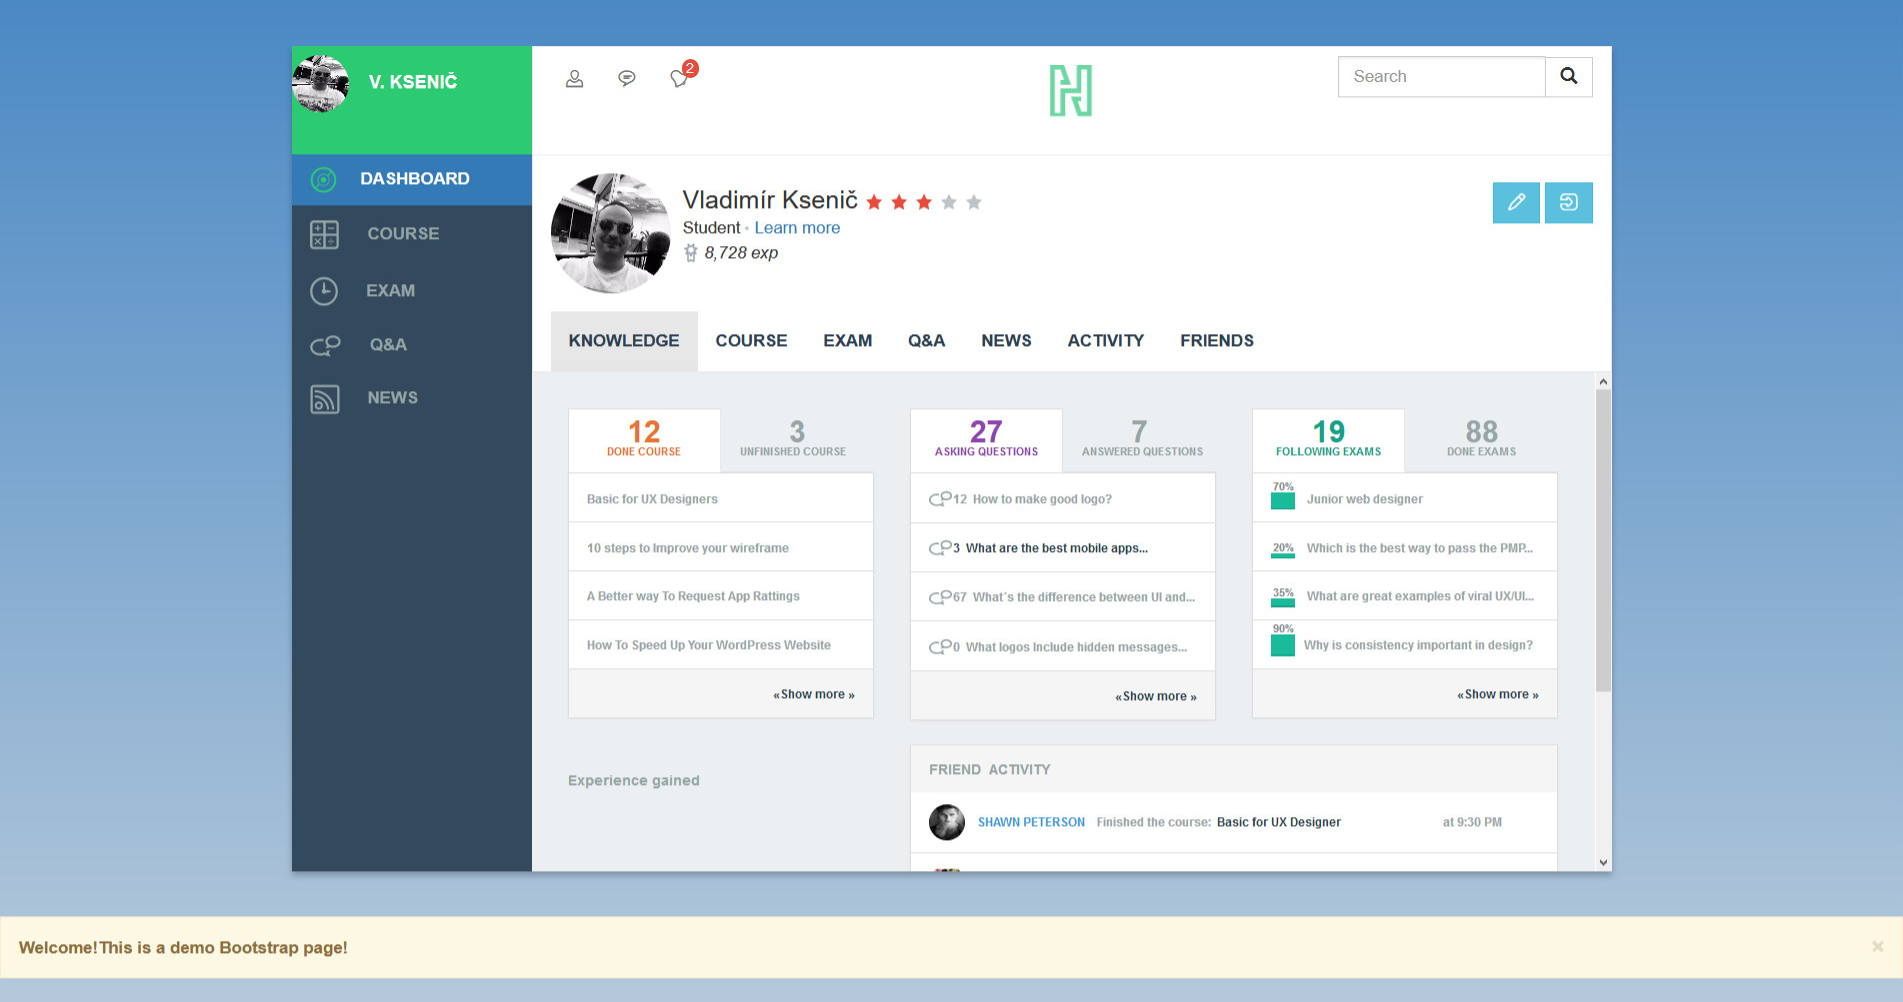 V. KSENIČ
2
Search
DASHBOARD
COURSE
EXAM
Q&A
NEWS
Vladimír Ksenič
Student • Learn more
8,728 exp
KNOWLEDGE COURSE EXAM Q&A NEWS ACTIVITY FRIENDS
12
DONE COURSE
3
UNFINISHED COURSE
Basic for UX Designers
10 steps to Improve your wireframe
A Better way To Request App Rattings
How To Speed Up Your WordPress Website
«Show more »
27
ASKING QUESTIONS
7
ANSWERED QUESTIONS
12 How to make good logo?
3 What are the best mobile apps...
67 What´s the difference between UI and...
0 What logos Include hidden messages...
«Show more »
19
FOLLOWING EXAMS
88
DONE EXAMS
70% Junior web designer
20% Which is the best way to pass the PMP...
35% What are great examples of viral UX/UI...
90% Why is consistency important in design?
«Show more »
Experience gained
FRIEND ACTIVITY
SHAWN PETERSON Finished the course: Basic for UX Designer at 9:30 PM
Welcome!This is a demo Bootstrap page!
×